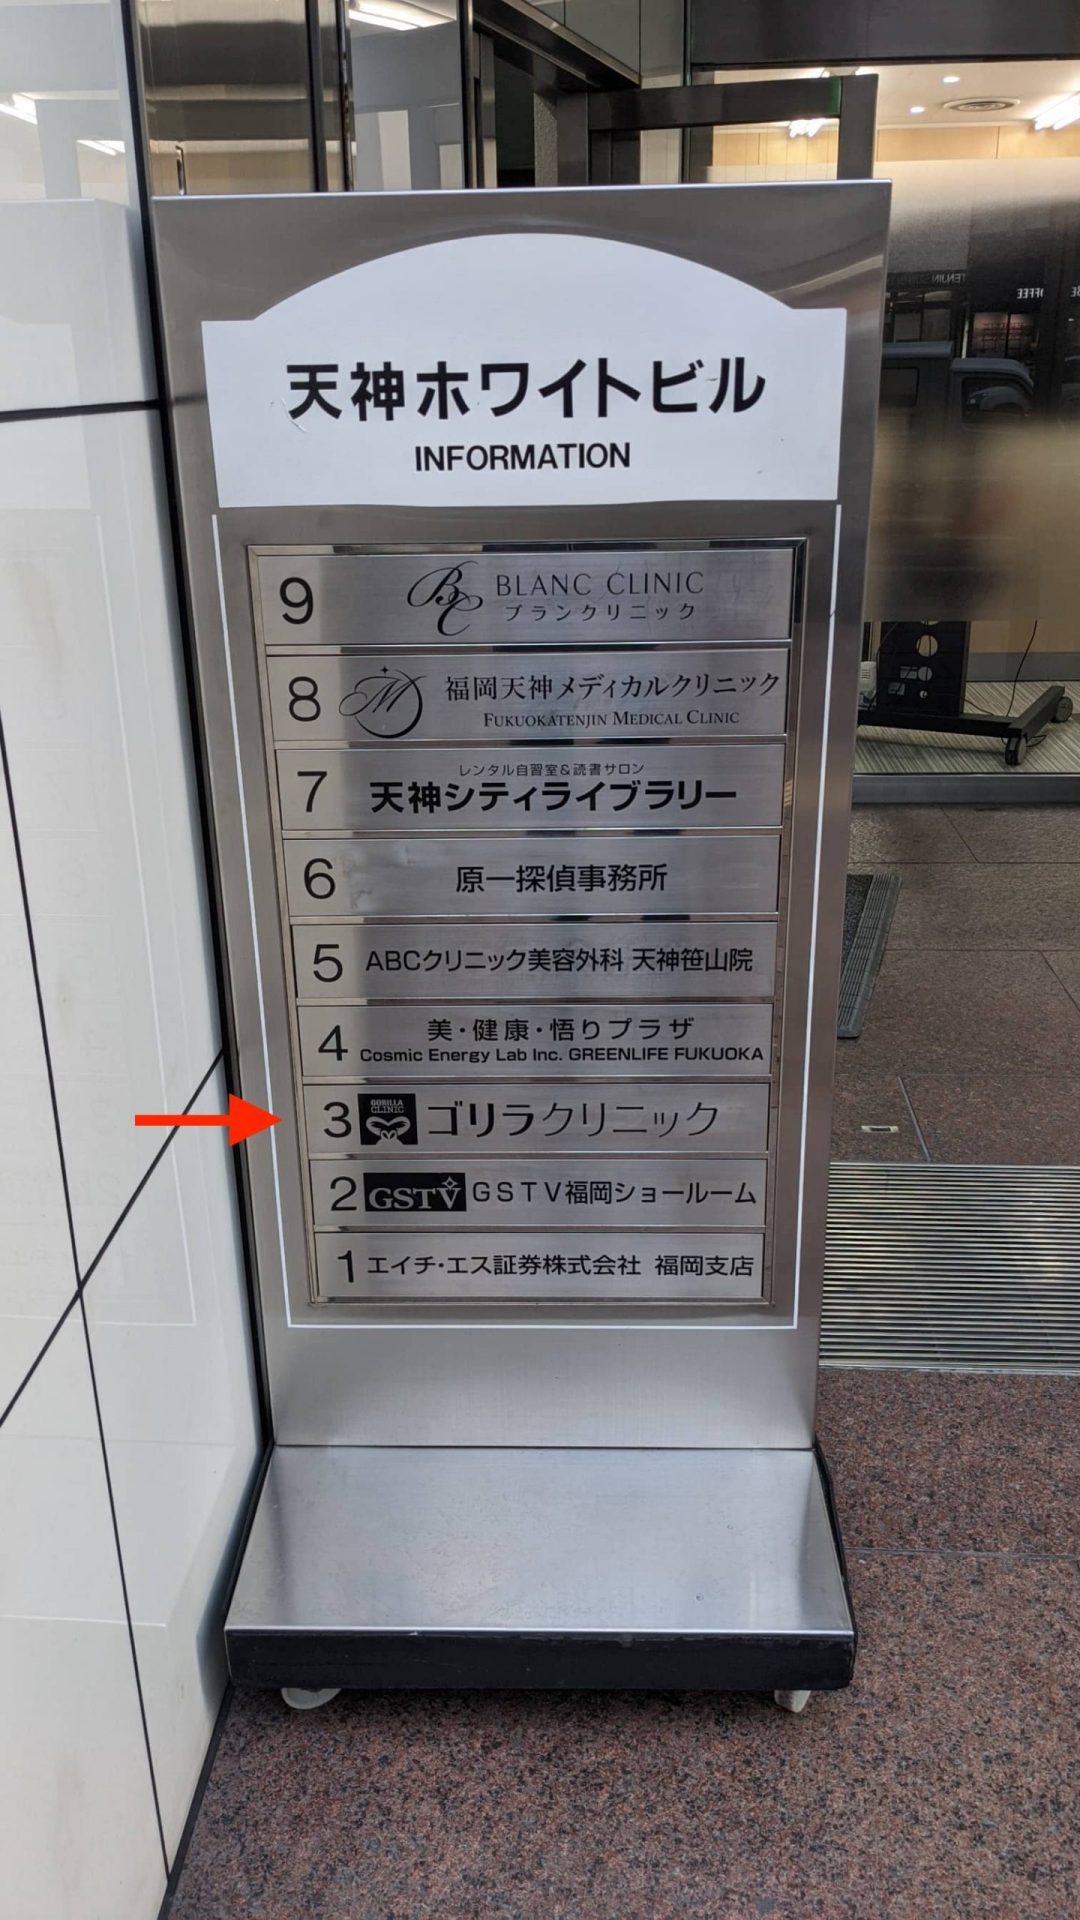 天神ホワイトビル
INFORMATION
9 BC BLANC CLINIC
ブランクリニック
8 M 福岡天神メディカルクリニック
FUKUOKATENJIN MEDICAL CLINIC
レンタル自習室&読書サロン
7 天神シティライブラリー
6 原一探偵事務所
5 ABCクリニック美容外科 天神笹山院
美・健康・悟りプラザ
4 Cosmic Energy Lab Inc. GREENLIFE FUKUOKA
3 GORILLA CLINIC ゴリラクリニック
2 GSTV GSTV福岡ショールーム
1 エイチ・エス証券株式会社 福岡支店